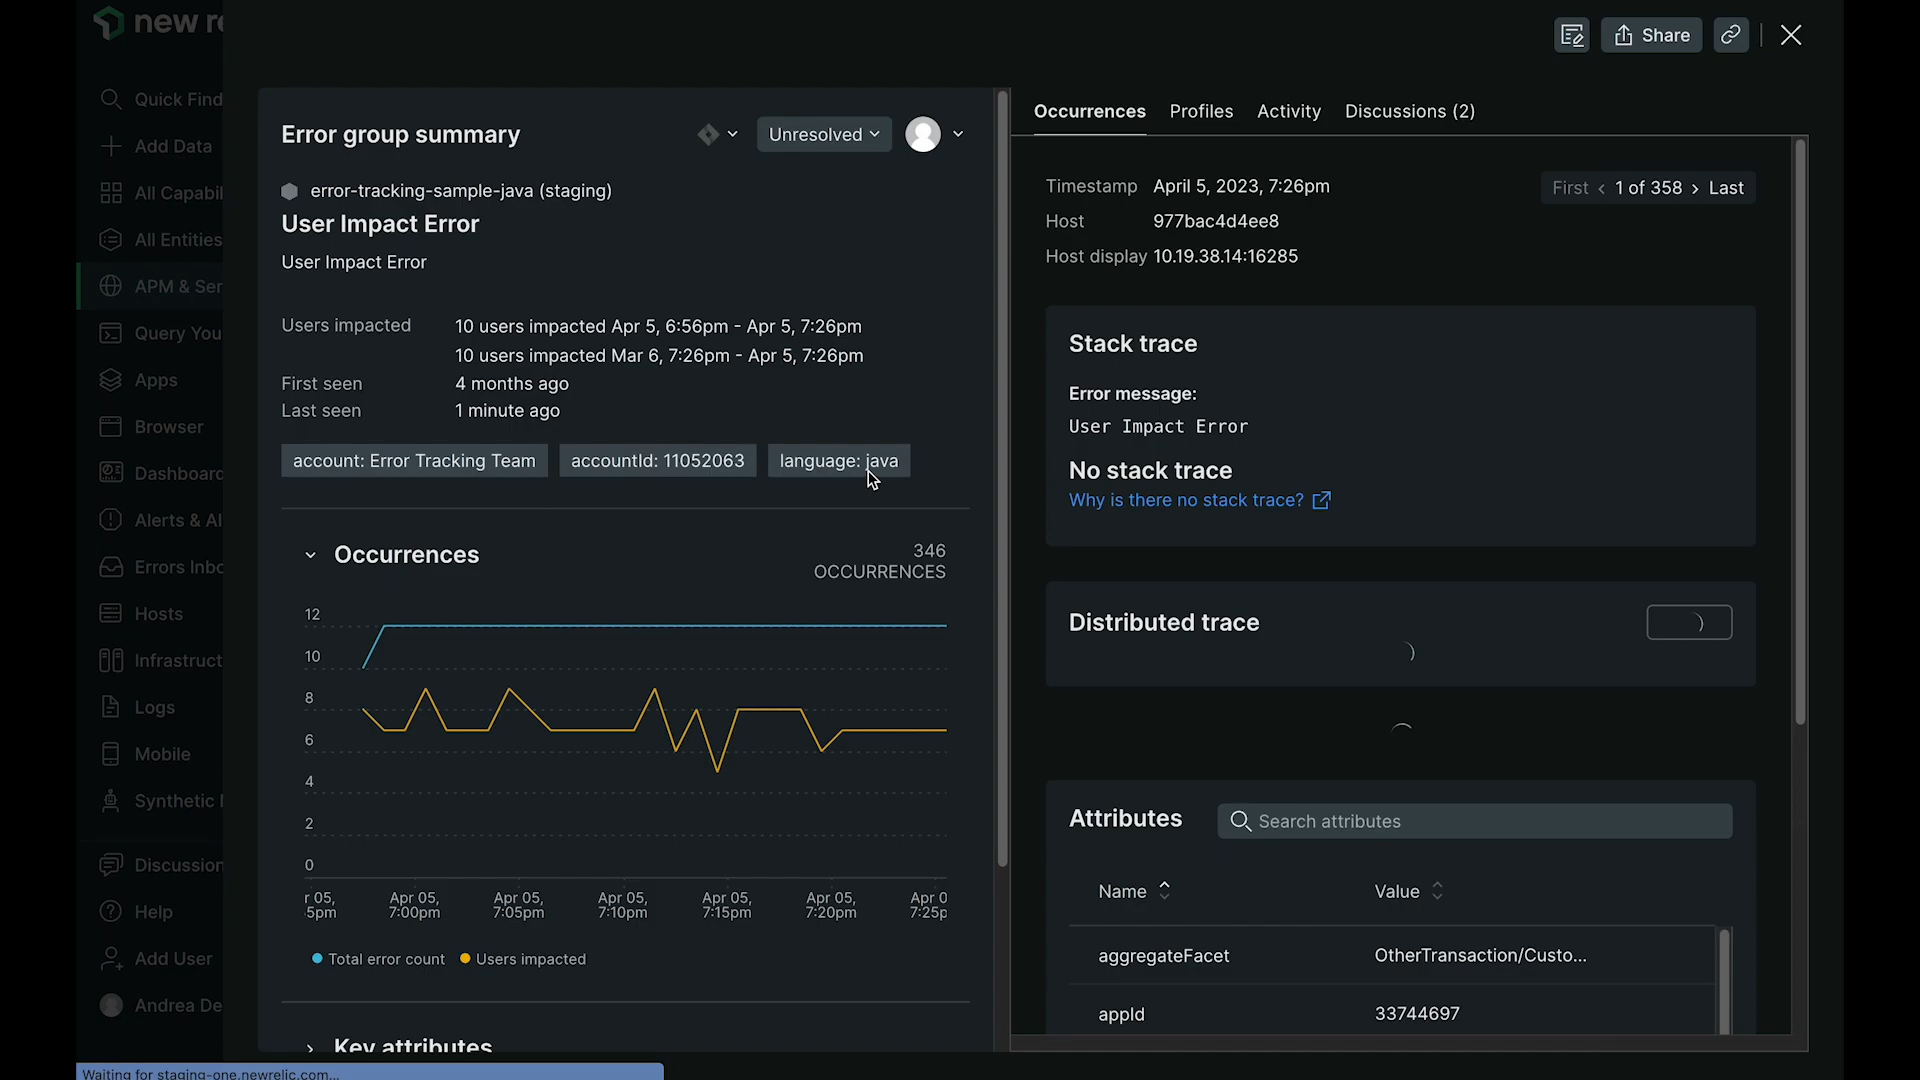 new re
Share
Quick Find
Add Data
All Capabil
All Entities
APM & Ser
Query You
Apps
Browser
Dashboard
Alerts & AI
Errors Inbo
Hosts
Infrastruct
Logs
Mobile
Synthetic
Discussion
Help
Add User
Andrea De
Error group summary
Unresolved
error-tracking-sample-java (staging)
User Impact Error
User Impact Error
Users impacted 10 users impacted Apr 5, 6:56pm - Apr 5, 7:26pm
10 users impacted Mar 6, 7:26pm - Apr 5, 7:26pm
First seen 4 months ago
Last seen 1 minute ago
account: Error Tracking Team accountId: 11052063 language: java
Occurrences
346
OCCURRENCES
12
10
8
6
4
2
0
r 05, Apr 05, Apr 05, Apr 05, Apr 05, Apr 05, Apr 0
:5pm 7:00pm 7:05pm 7:10pm 7:15pm 7:20pm 7:25p
Total error count Users impacted
Key attributes
Occurrences Profiles Activity Discussions (2)
Timestamp April 5, 2023, 7:26pm
First 1 of 358 Last
Host 977bac4d4ee8
Host display 10.19.38.14:16285
Stack trace
Error message:
User Impact Error
No stack trace
Why is there no stack trace?
Distributed trace
Attributes Search attributes
Name Value
aggregateFacet OtherTransaction/Custo...
appId 33744697
Waiting for staging-one.newrelic.com...